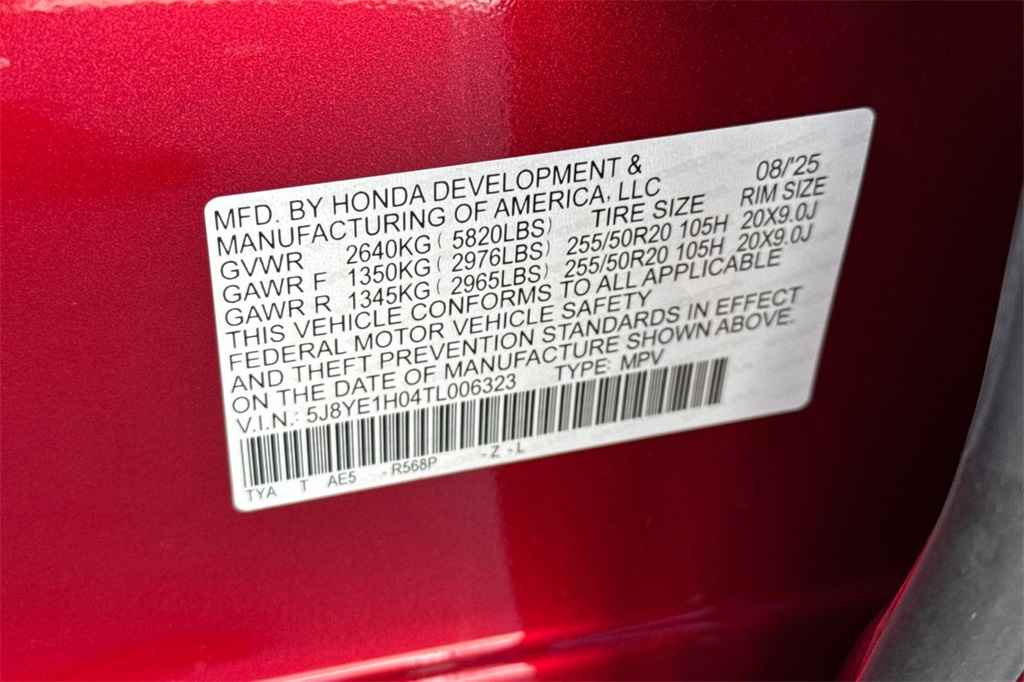 MFD. BY HONDA DEVELOPMENT & 08/'25
MANUFACTURING OF AMERICA, LLC RIM SIZE
GVWR 2640KG ( 5820LBS) TIRE SIZE 20X9.0J
GAWR F 1350KG ( 2976LBS) 255/50R20 105H 20X9.0J
GAWR R 1345KG ( 2965LBS) 255/50R20 105H
THIS VEHICLE CONFORMS TO ALL APPLICABLE
FEDERAL MOTOR VEHICLE SAFETY
AND THEFT PREVENTION STANDARDS IN EFFECT
ON THE DATE OF MANUFACTURE SHOWN ABOVE.
V.I.N.: 5J8YE1H04TL006323 TYPE: MPV
TYA T AE5 - R568P - Z - L